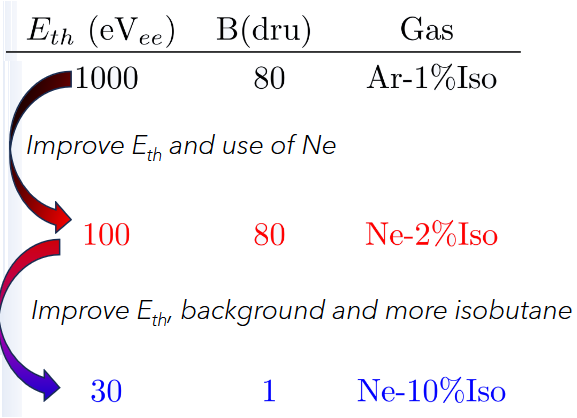 E_th (eV_ee) B(dru) Gas
1000 80 Ar-1%Iso
Improve E_th and use of Ne
100 80 Ne-2%Iso
Improve E_th, background and more isobutane
30 1 Ne-10%Iso